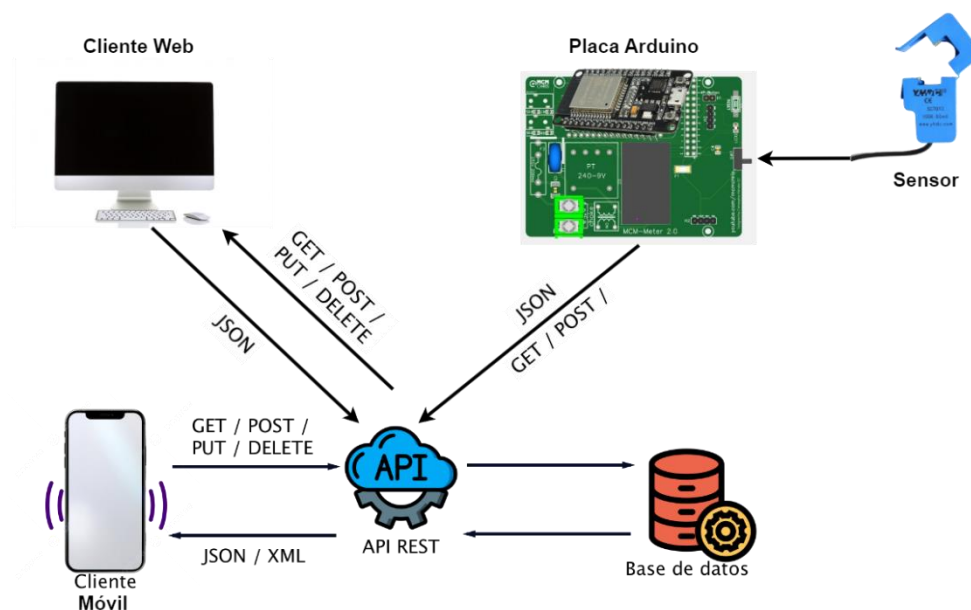 Cliente Web
Placa Arduino
PT
240-9V
MCM-Meter 2.0
Sensor
GET / POST /
PUT / DELETE
JSON
JSON
GET / POST /
GET / POST /
PUT / DELETE
API
API REST
JSON / XML
Cliente
Móvil
Base de datos